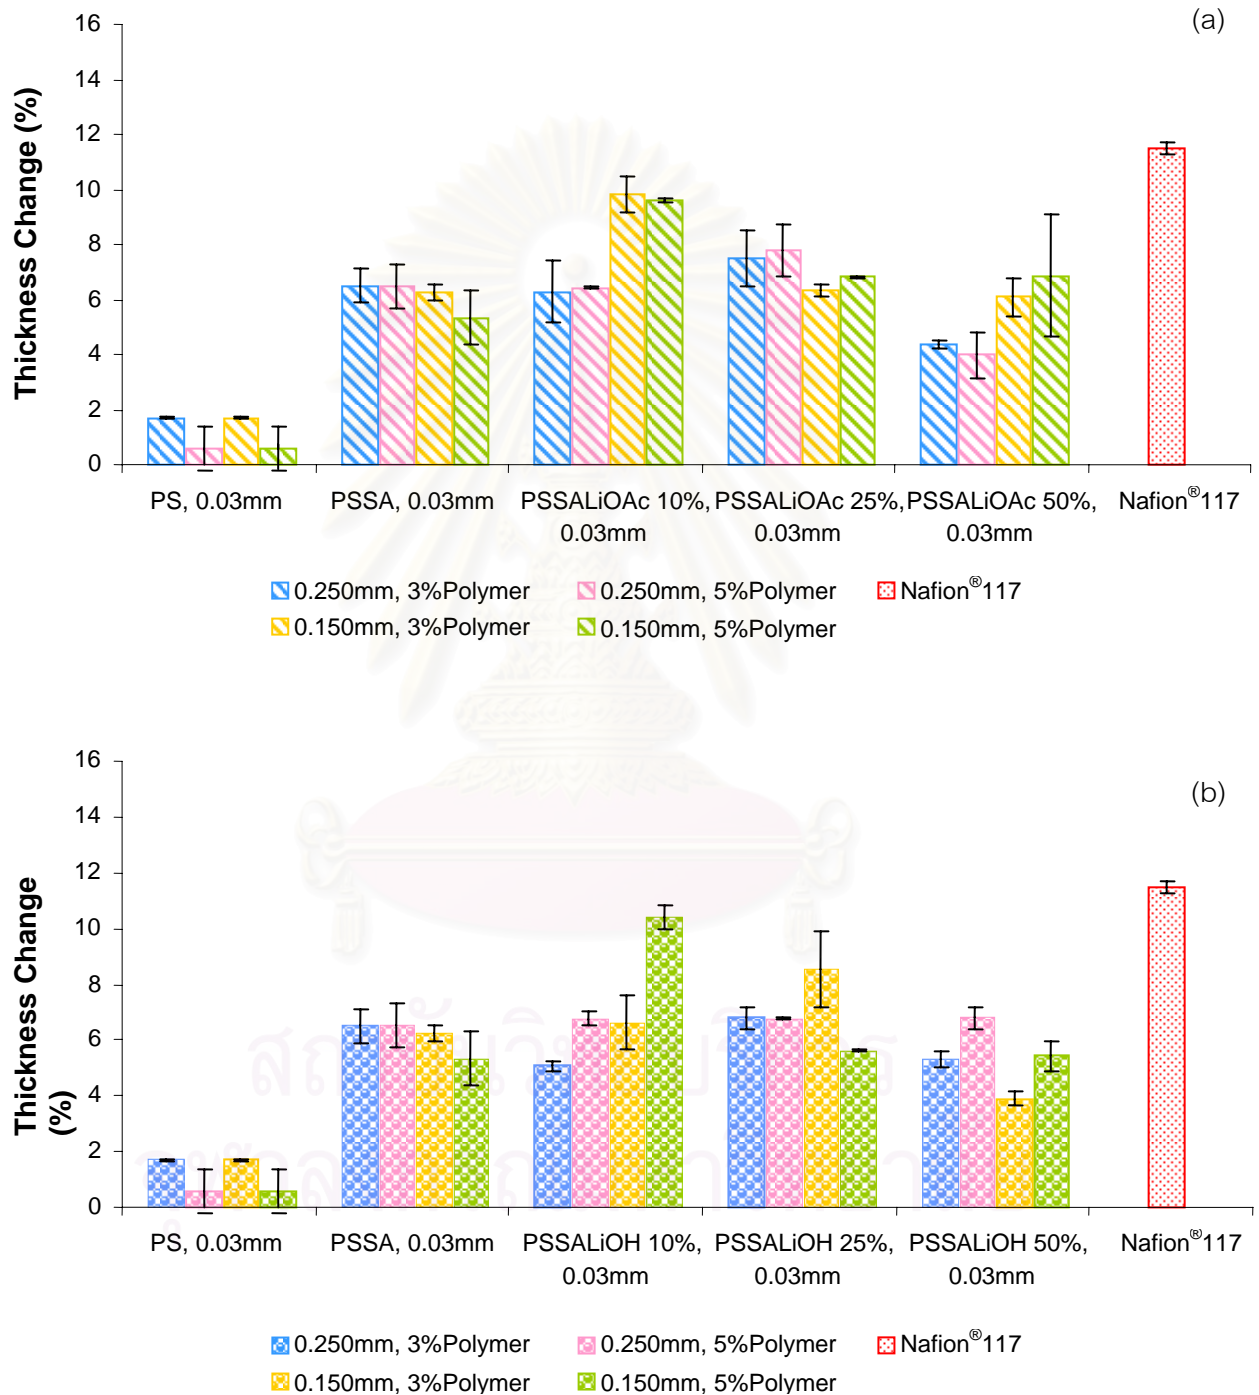 (a)
Thickness Change (%)
16
14
12
10
8
6
4
2
0
PS, 0.03mm
PSSA, 0.03mm
PSSALiOAc 10%,
0.03mm
PSSALiOAc 25%,
0.03mm
PSSALiOAc 50%,
0.03mm
Nafion®117
0.250mm, 3%Polymer
0.250mm, 5%Polymer
Nafion®117
0.150mm, 3%Polymer
0.150mm, 5%Polymer
(b)
Thickness Change
(%)
16
14
12
10
8
6
4
2
0
PS, 0.03mm
PSSA, 0.03mm
PSSALiOH 10%,
0.03mm
PSSALiOH 25%,
0.03mm
PSSALiOH 50%,
0.03mm
Nafion®117
0.250mm, 3%Polymer
0.250mm, 5%Polymer
Nafion®117
0.150mm, 3%Polymer
0.150mm, 5%Polymer